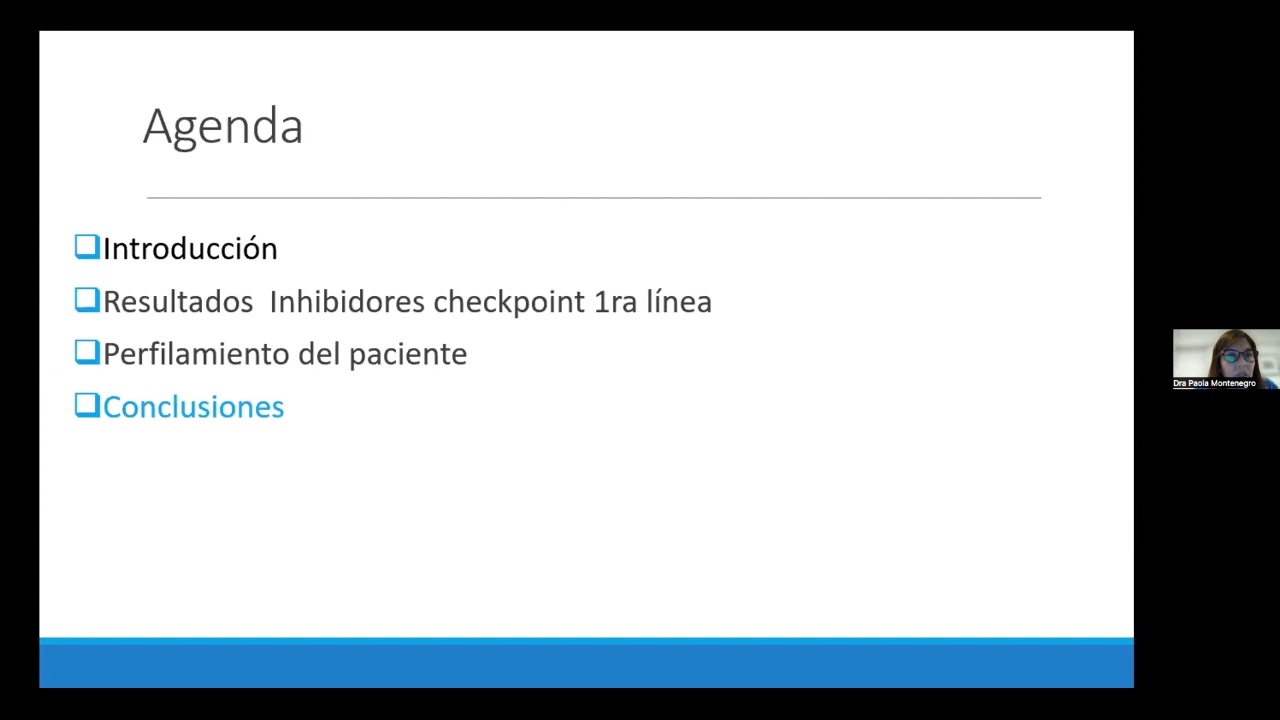 Agenda
Introducción
Resultados  Inhibidores checkpoint 1ra línea
Perfilamiento del paciente
Conclusiones
Dra Paola Montenegro